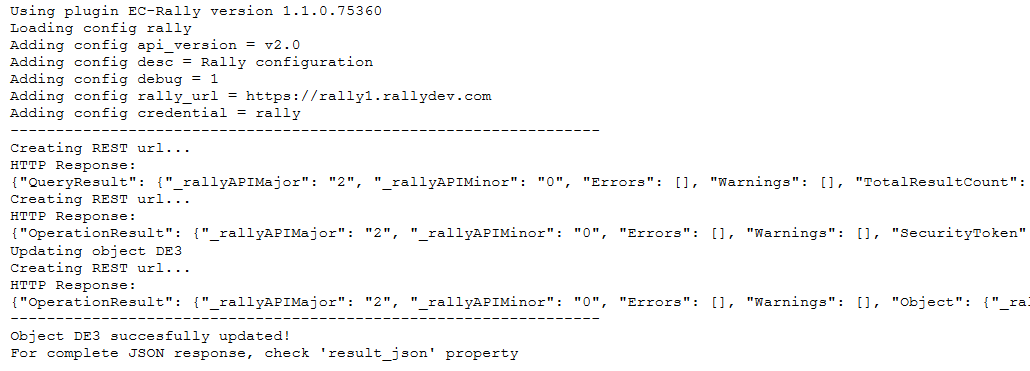 Using plugin EC-Rally version 1.1.0.75360
Loading config rally
Adding config api_version = v2.0
Adding config desc = Rally configuration
Adding config debug = 1
Adding config rally_url = https://rally1.rallydev.com
Adding config credential = rally
-----------------------------------------------------------------
Creating REST url...
HTTP Response:
{"QueryResult": {"_rallyAPIMajor": "2", "_rallyAPIMinor": "0", "Errors": [], "Warnings": [], "TotalResultCount":
Creating REST url...
HTTP Response:
{"OperationResult": {"_rallyAPIMajor": "2", "_rallyAPIMinor": "0", "Errors": [], "Warnings": [], "SecurityToken"
Updating object DE3
Creating REST url...
HTTP Response:
{"OperationResult": {"_rallyAPIMajor": "2", "_rallyAPIMinor": "0", "Errors": [], "Warnings": [], "Object": {"_ral
-----------------------------------------------------------------
Object DE3 succesfully updated!
For complete JSON response, check 'result_json' property